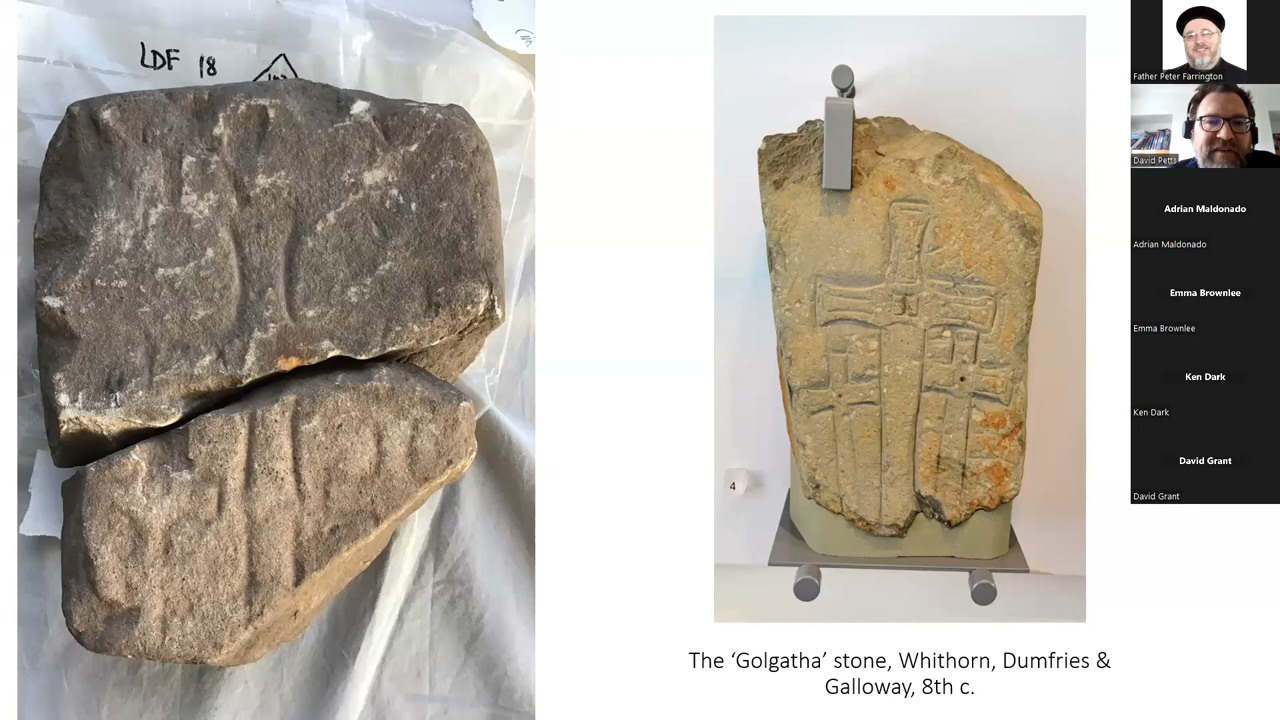 LDF 18
4
The ‘Golgatha’ stone, Whithorn, Dumfries &
Galloway, 8th c.
Father Peter Farrington
David Petts
Adrian Maldonado
Adrian Maldonado
Emma Brownlee
Emma Brownlee
Ken Dark
Ken Dark
David Grant
David Grant